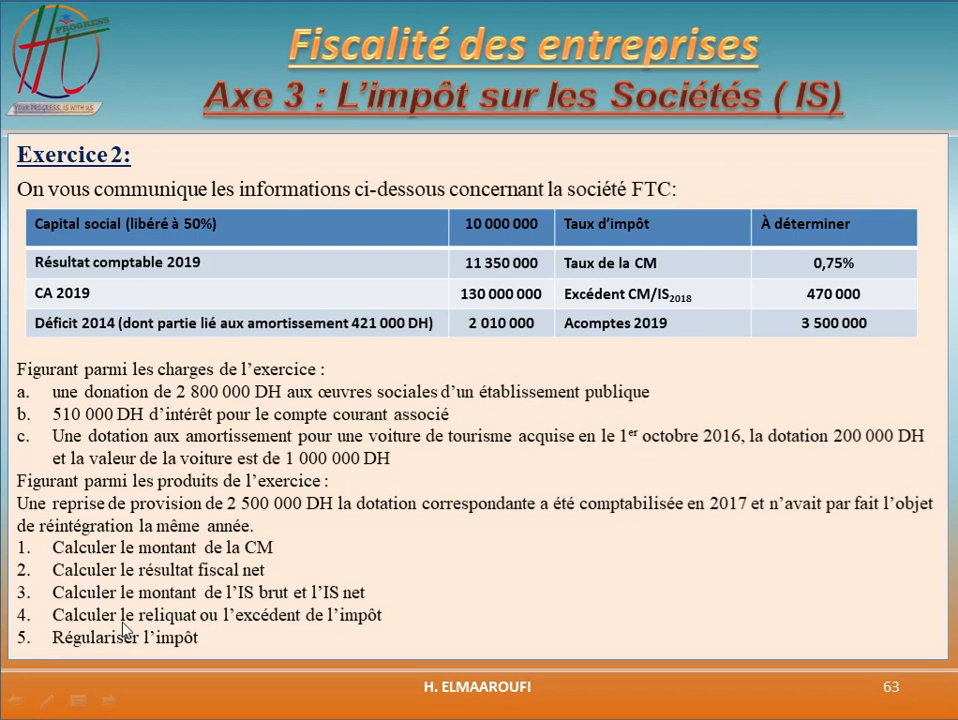 PROGRESS
YOUR PROGRESS, IS WITH US
Fiscalité des entreprises
Axe 3 : L'impôt sur les Sociétés ( IS)
Exercice 2:
On vous communique les informations ci-dessous concernant la société FTC:
Capital social (libéré à 50%) 10 000 000 Taux d'impôt À déterminer
Résultat comptable 2019 11 350 000 Taux de la CM 0,75%
CA 2019 130 000 000 Excédent CM/IS2018 470 000
Déficit 2014 (dont partie lié aux amortissement 421 000 DH) 2 010 000 Acomptes 2019 3 500 000
Figurant parmi les charges de l'exercice :
a. une donation de 2 800 000 DH aux œuvres sociales d'un établissement publique
b. 510 000 DH d'intérêt pour le compte courant associé
c. Une dotation aux amortissement pour une voiture de tourisme acquise en le 1er octobre 2016, la dotation 200 000 DH
et la valeur de la voiture est de 1 000 000 DH
Figurant parmi les produits de l'exercice :
Une reprise de provision de 2 500 000 DH la dotation correspondante a été comptabilisée en 2017 et n'avait par fait l'objet
de réintégration la même année.
1. Calculer le montant de la CM
2. Calculer le résultat fiscal net
3. Calculer le montant de l'IS brut et l'IS net
4. Calculer le reliquat ou l'excédent de l'impôt
5. Régulariser l'impôt
H. ELMAAROUFI
63